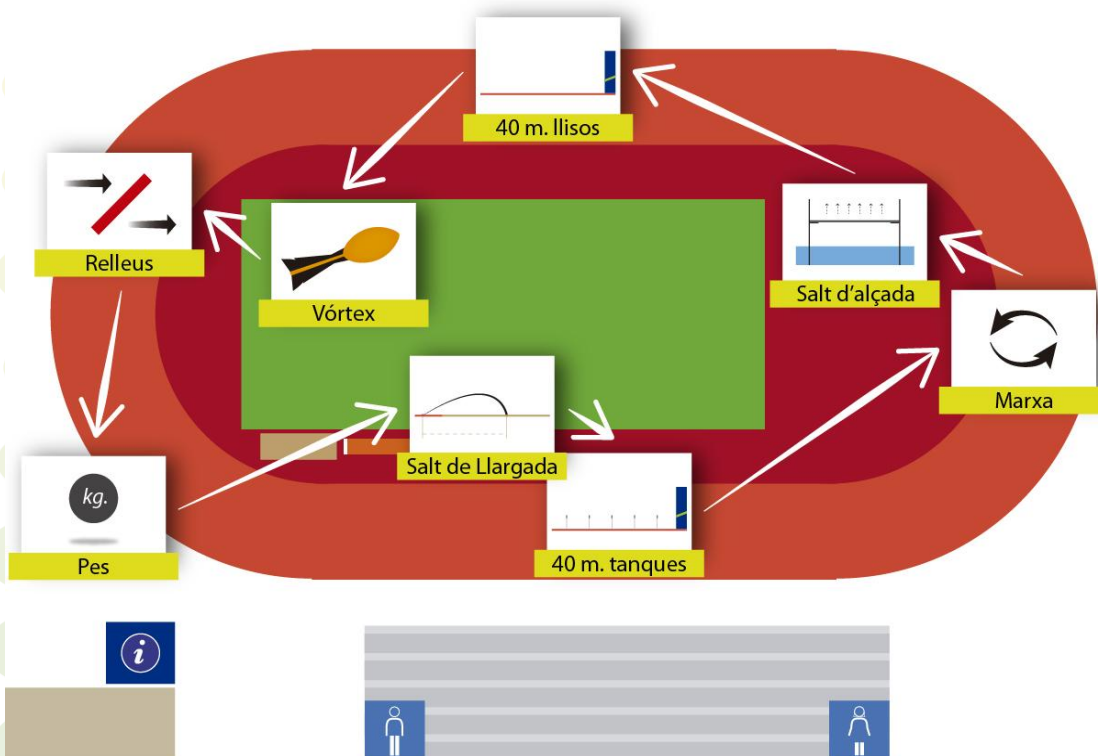 40 m. llisos
Relleus
Vórtex
Salt d'alçada
Marxa
Salt de Llargada
kg.
Pes
40 m. tanques
i